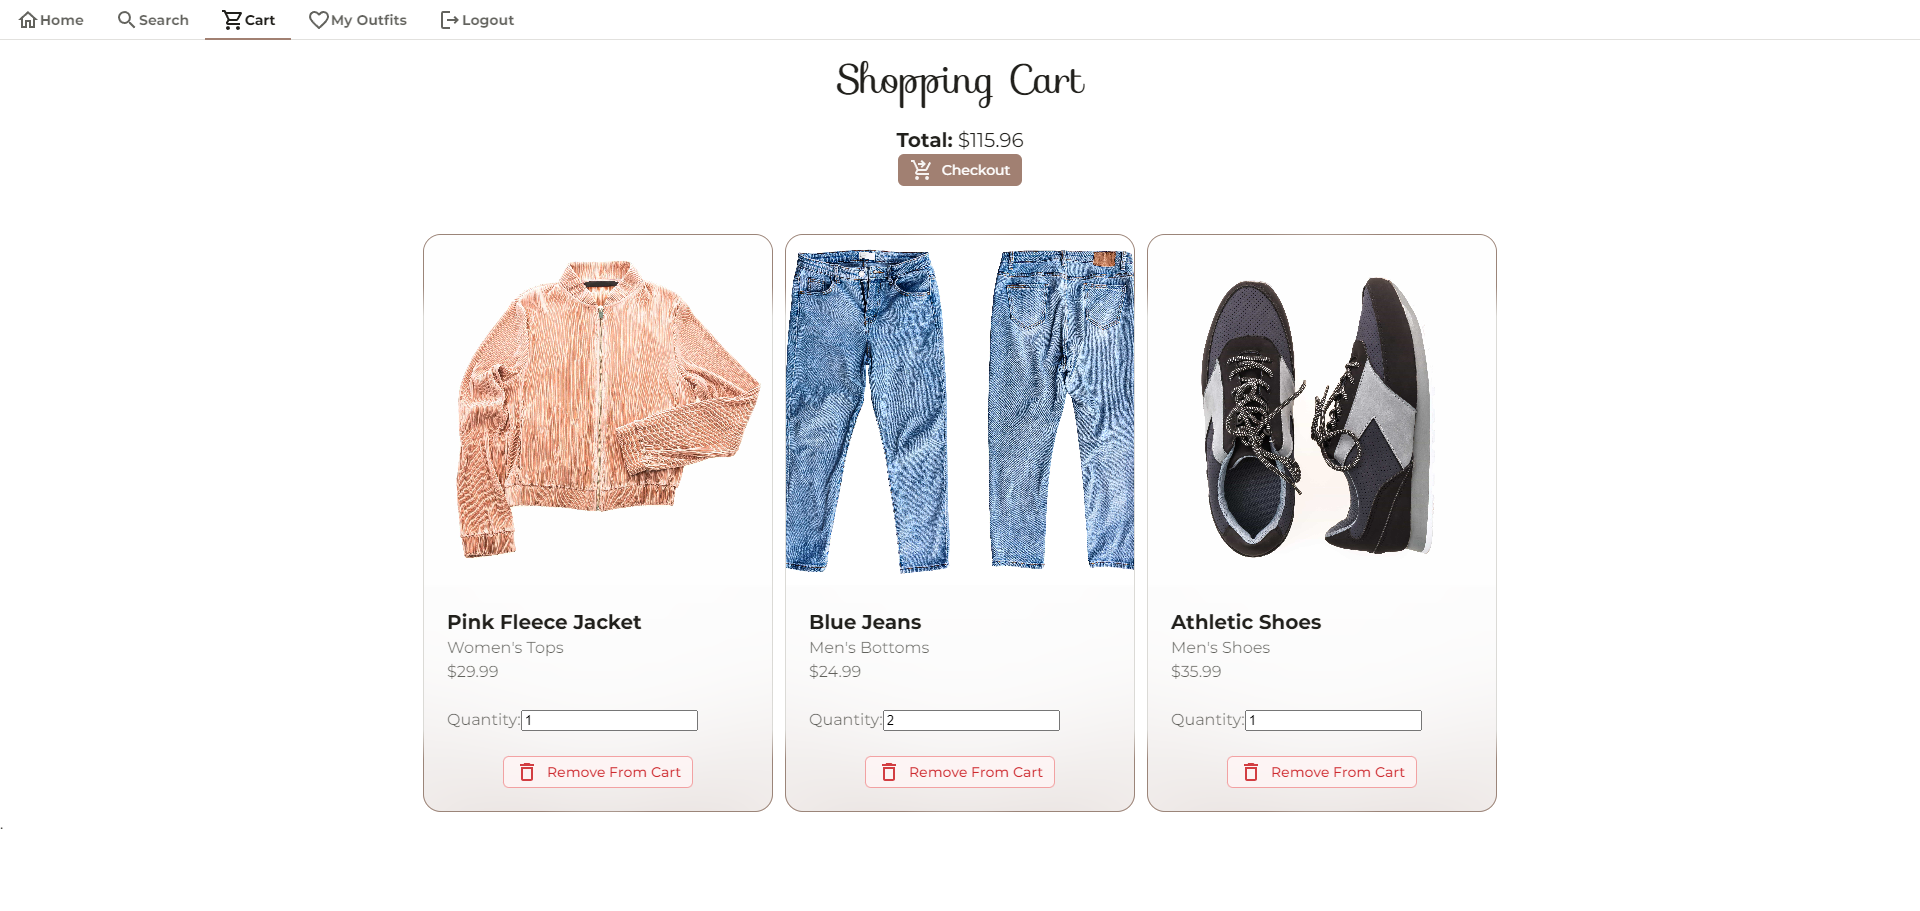 Home Search Cart My Outfits Logout
Shopping Cart
Total: $115.96
Checkout
Pink Fleece Jacket
Women's Tops
$29.99
Quantity: 1
Remove From Cart
Blue Jeans
Men's Bottoms
$24.99
Quantity: 2
Remove From Cart
Athletic Shoes
Men's Shoes
$35.99
Quantity: 1
Remove From Cart
.